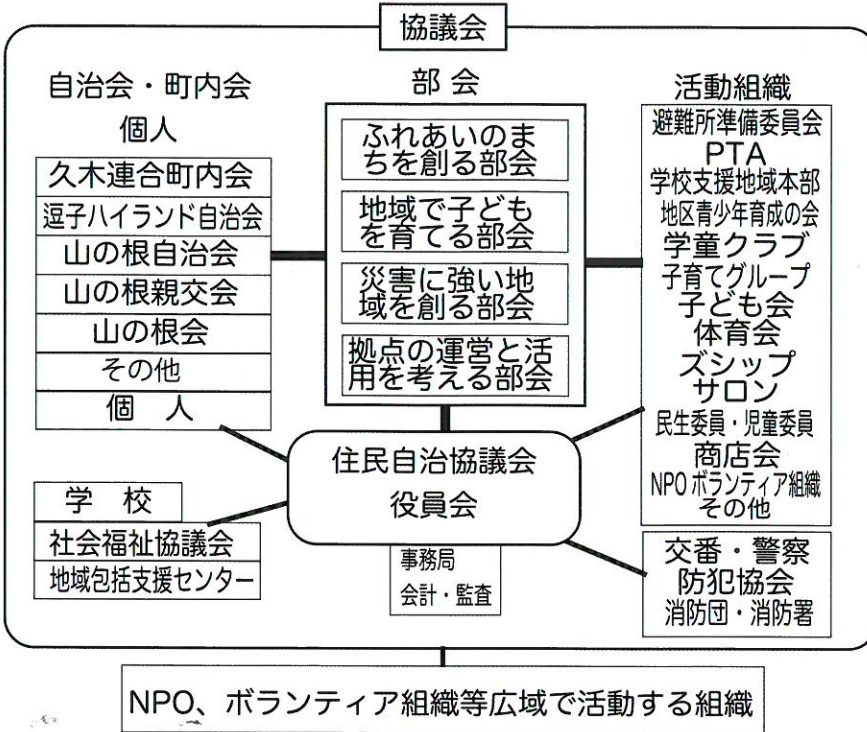 協議会
自治会・町内会
個人
久木連合町内会
逗子ハイランド自治会
山の根自治会
山の根親交会
山の根会
その他
個　人
部 会
ふれあいのま
ちを創る部会
地域で子ども
を育てる部会
災害に強い地
域を創る部会
拠点の運営と活
用を考える部会
活動組織
避難所準備委員会
PTA
学校支援地域本部
地区青少年育成の会
学童クラブ
子育てグループ
子ども会
体育会
ズシップ
サロン
民生委員・児童委員
商店会
NPO ボランティア組織
その他
住民自治協議会
役員会
事務局
会計・監査
学　校
社会福祉協議会
地域包括支援センター
交番・警察
防犯協会
消防団・消防署
NPO、ボランティア組織等広域で活動する組織